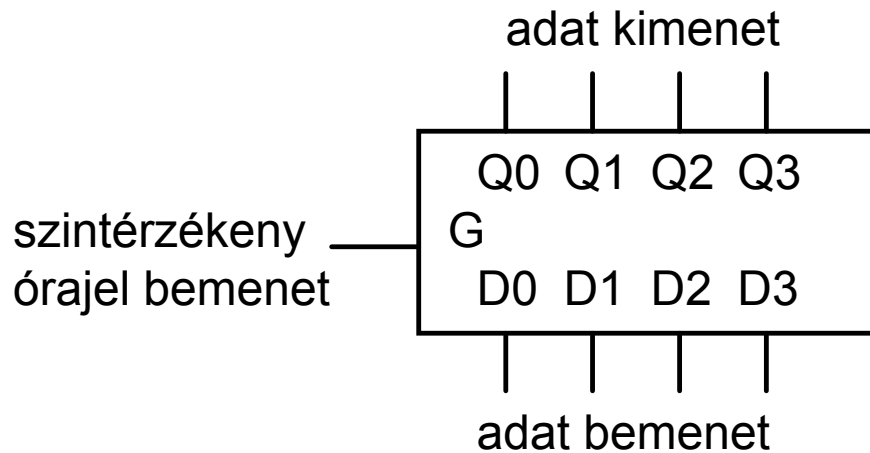 adat kimenet
Q0 Q1 Q2 Q3
szintérzékeny
G
órajel bemenet
D0 D1 D2 D3
adat bemenet